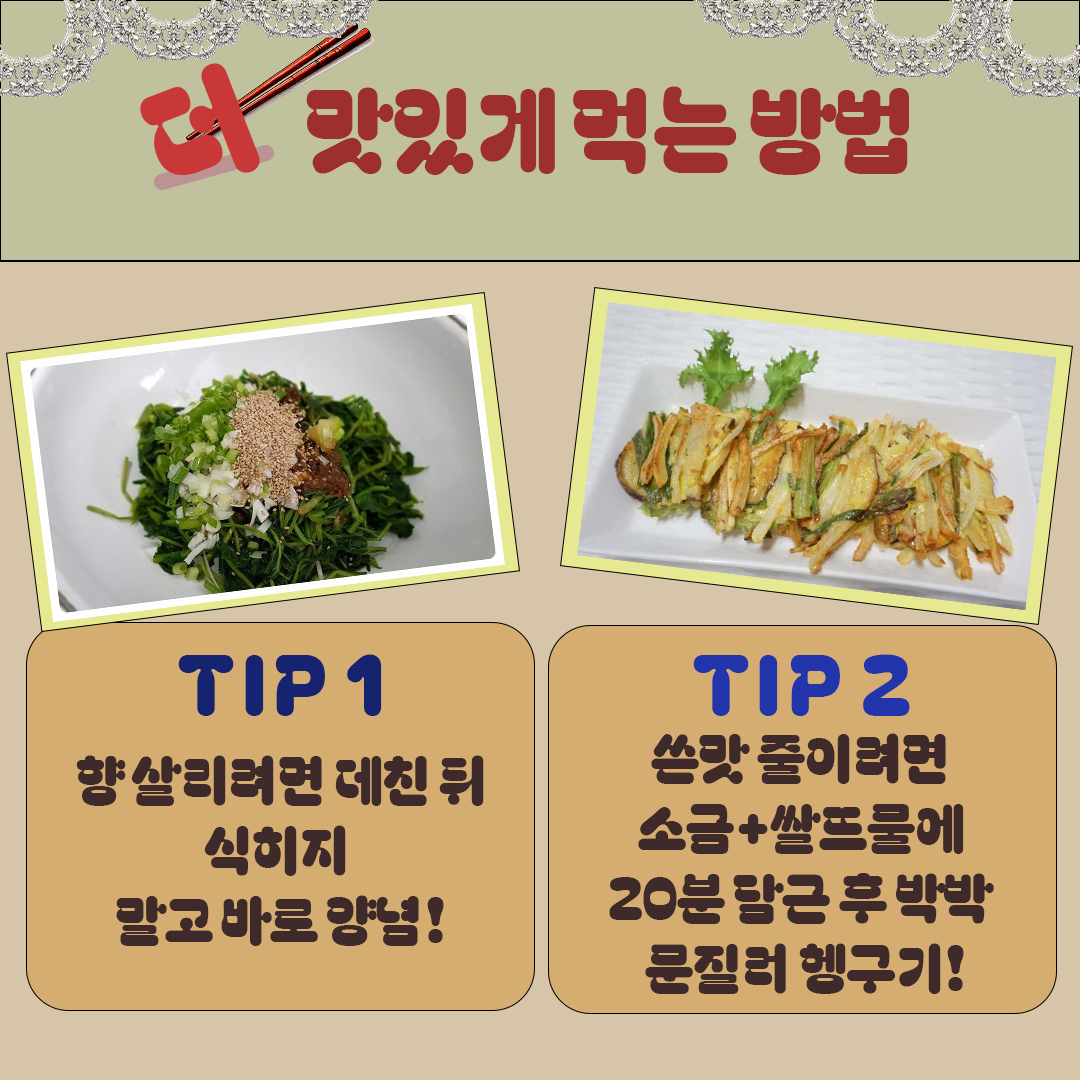 더 맛있게 먹는 방법
TIP 1
향 살리려면 데친 뒤
식히지
말고 바로 양념!
TIP 2
쓴맛 줄이려면
소금+쌀뜨물에
20분 담근 후 박박
문질러 헹구기!